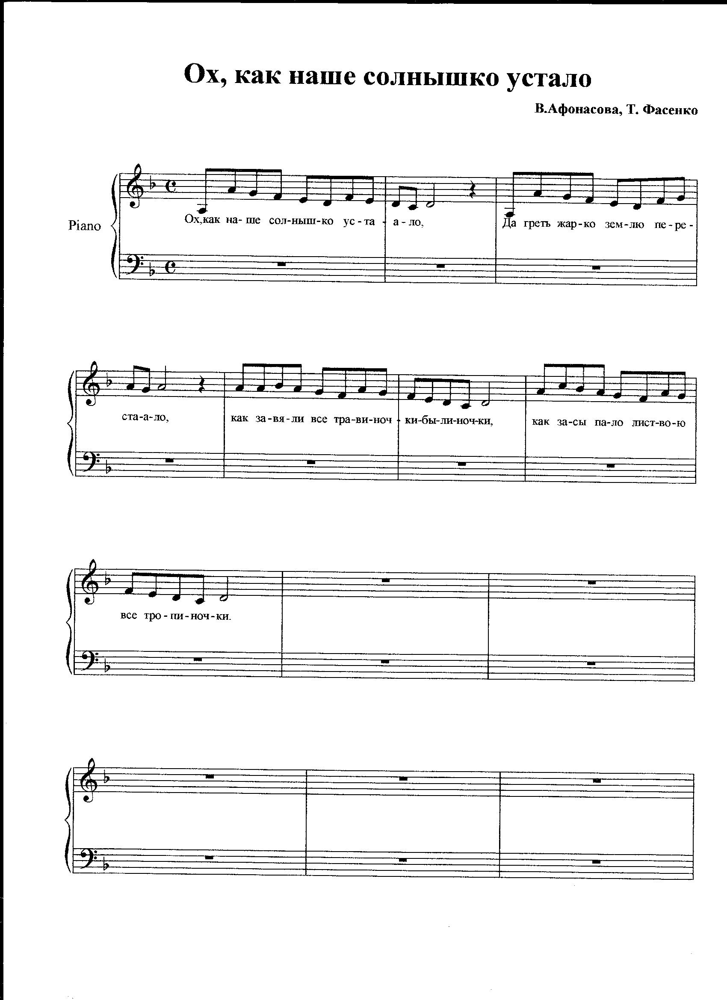 Ох, как наше солнышко устало
В.Афонасова, Т. Фасенко
Piano
Ох,как на- ше сол-ныш-ко ус-та - а-ло, Да греть жар-ко зем-лю пе-ре-
ста-а-ло, как за-вя-ли все тра-ви-ноч - ки-бы-ли-ноч-ки, как за-сы па-ло лист-во-ю
все тро-пи-ноч-ки.